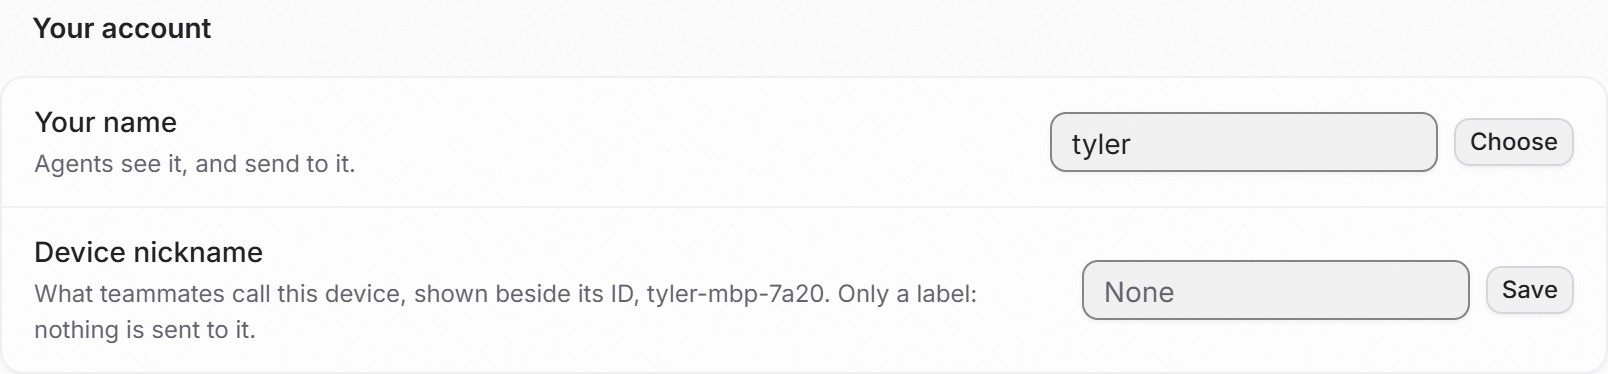 Your account
Your name
Agents see it, and send to it.
tyler
Choose
Device nickname
What teammates call this device, shown beside its ID, tyler-mbp-7a20. Only a label:
nothing is sent to it.
None
Save